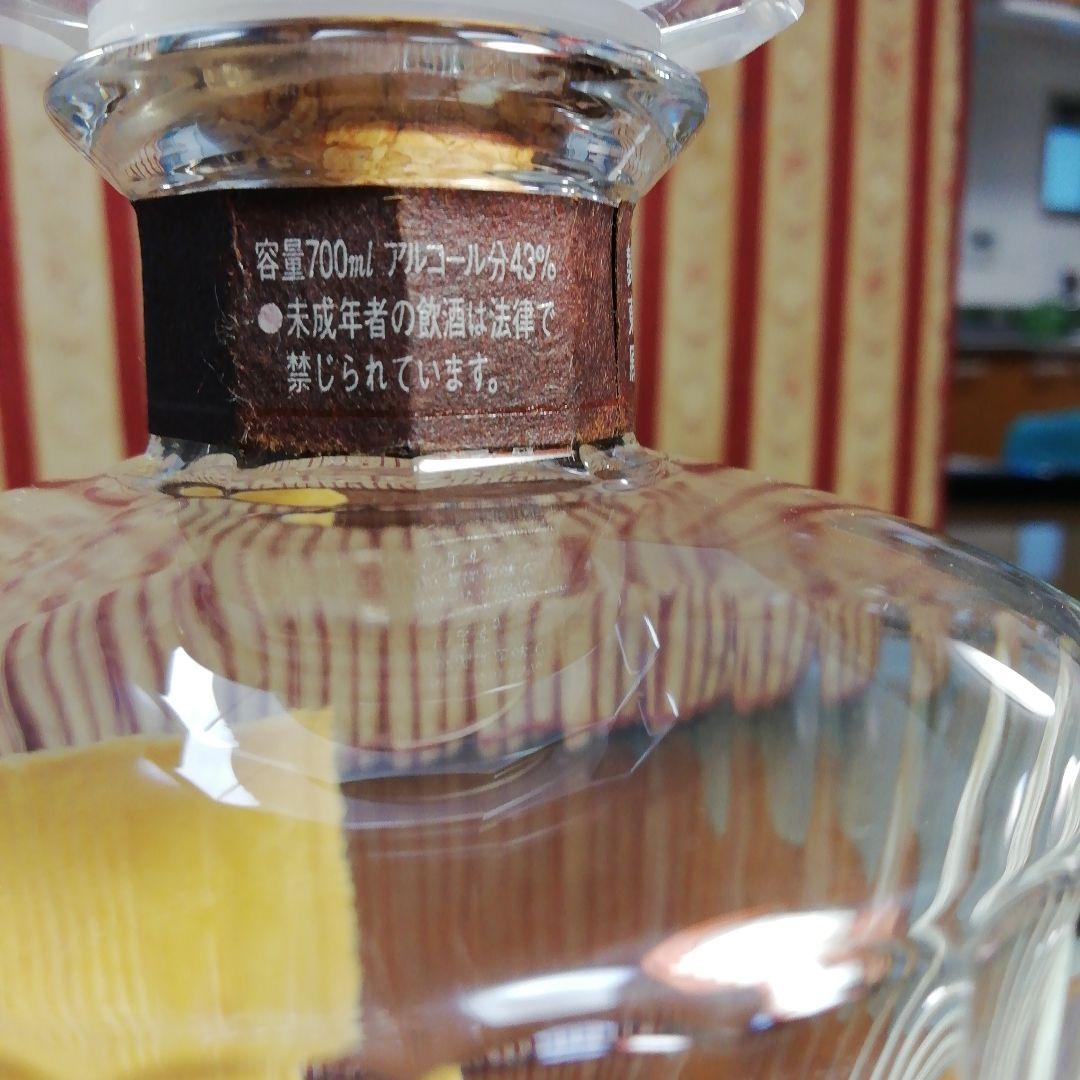 容量700ml アルコール分43%
●未成年者の飲酒は法律で
禁じられています。